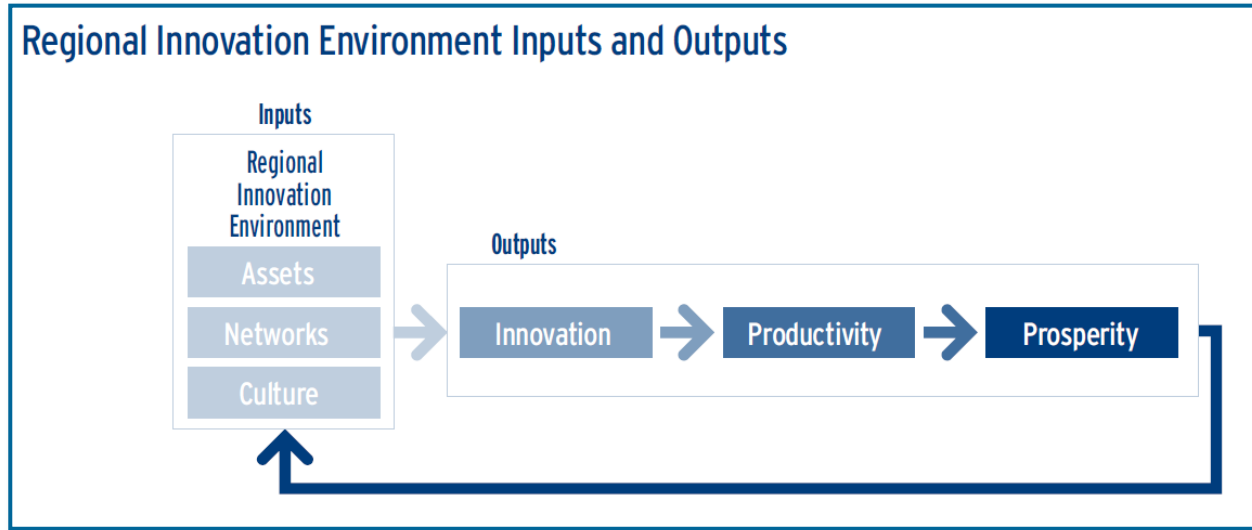 Regional Innovation Environment Inputs and Outputs
Inputs
Regional
Innovation
Environment
Assets
Networks
Culture
Outputs
Innovation
Productivity
Prosperity